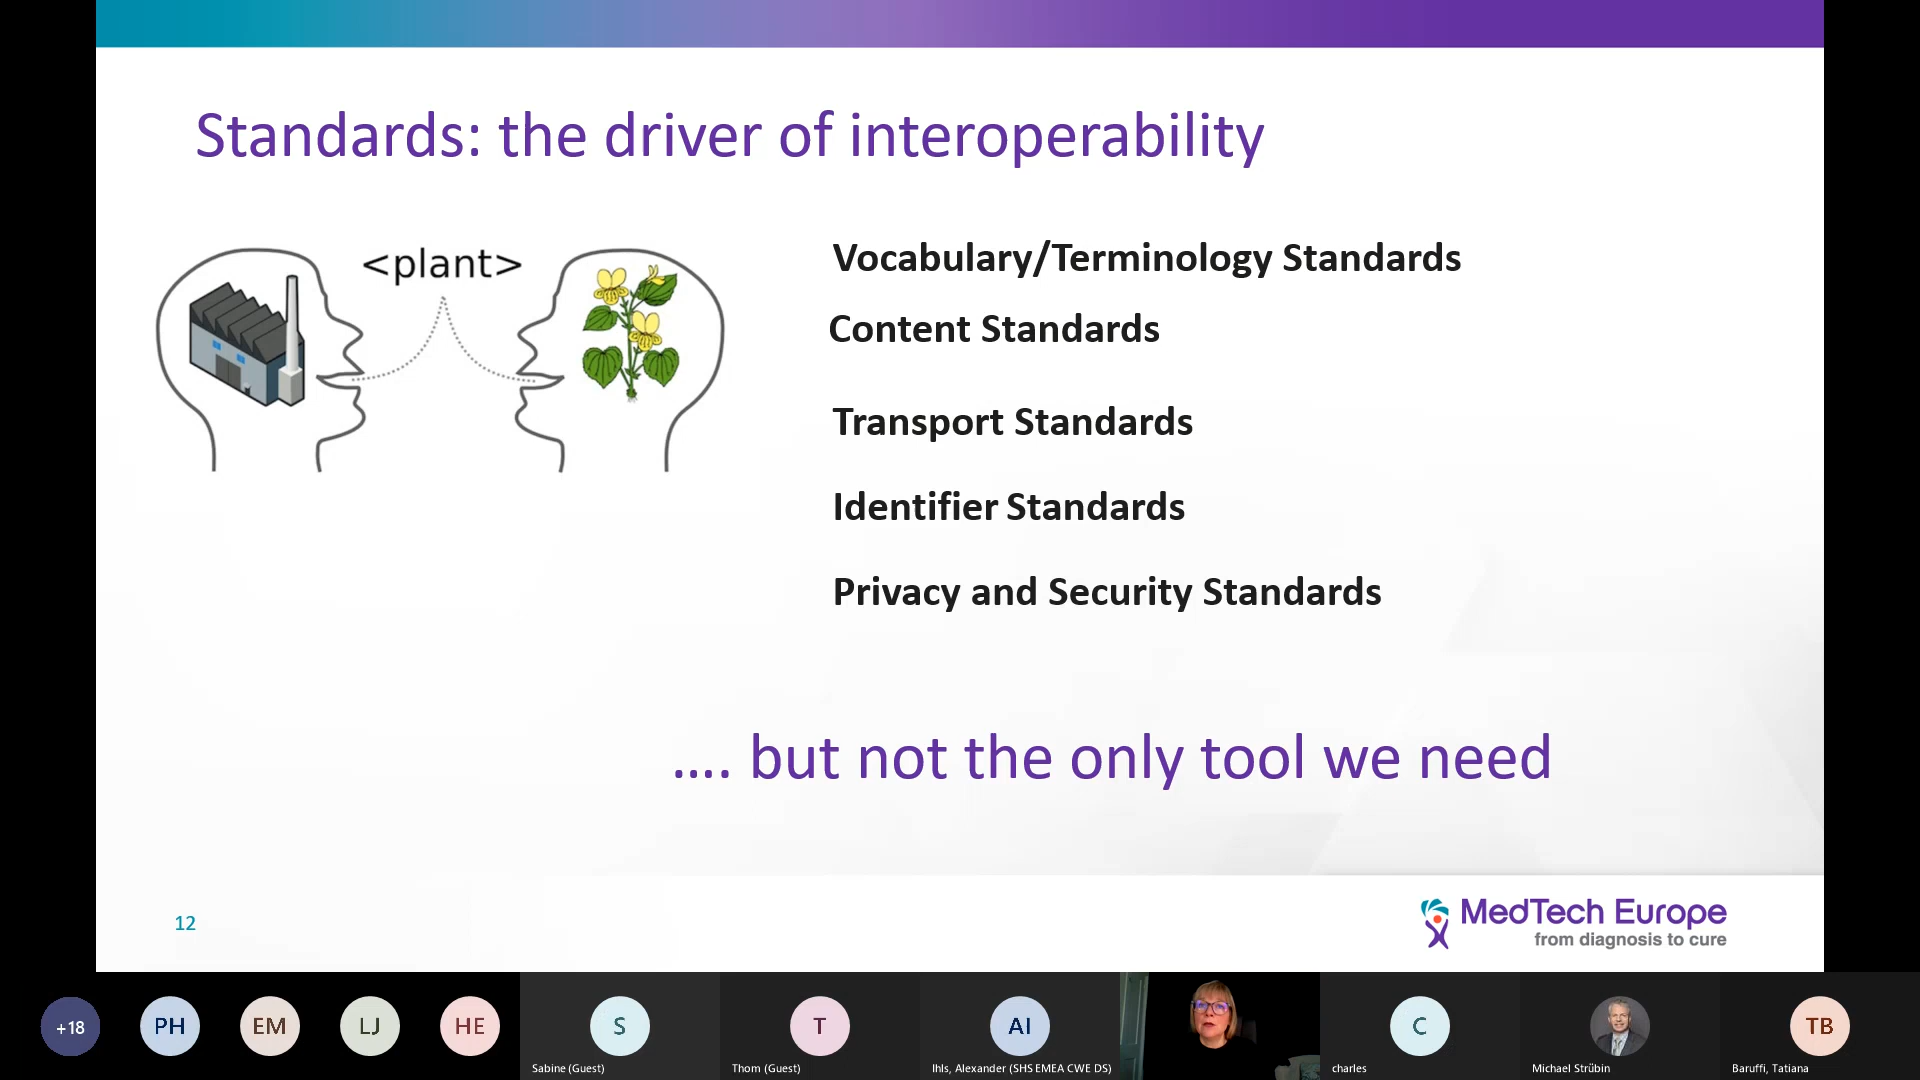 Standards: the driver of interoperability
<plant>
Vocabulary/Terminology Standards
Content Standards
Transport Standards
Identifier Standards
Privacy and Security Standards
.... but not the only tool we need
12
MedTech Europe
from diagnosis to cure
+18
PH
EM
LJ
HE
S
Sabine (Guest)
T
Thom (Guest)
AI
Ihls, Alexander (SHS EMEA CWE DS)
C
charles
Michael Strübin
TB
Baruffi, Tatiana